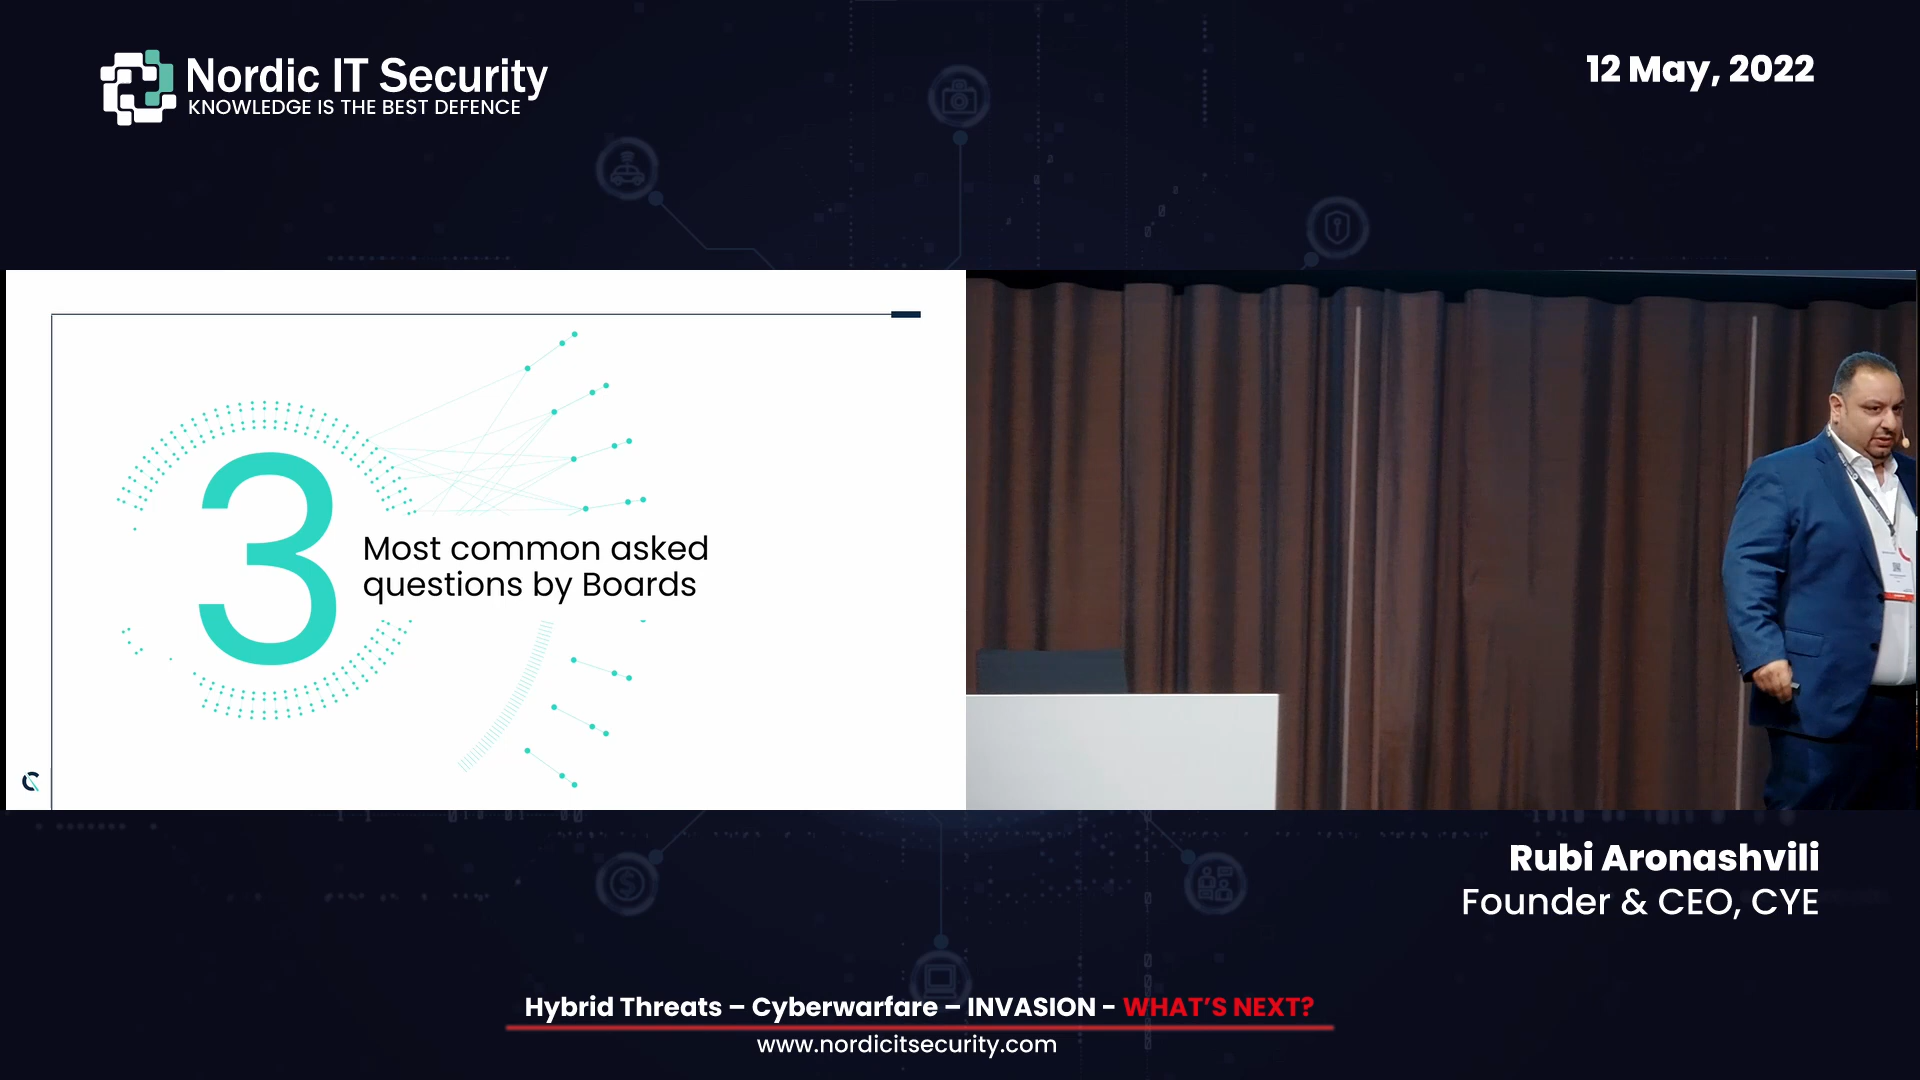 Nordic IT Security
KNOWLEDGE IS THE BEST DEFENCE
12 May, 2022
3
Most common asked
questions by Boards
Rubi Aronashvili
Founder & CEO, CYE
Hybrid Threats – Cyberwarfare – INVASION - WHAT'S NEXT?
www.nordicitsecurity.com